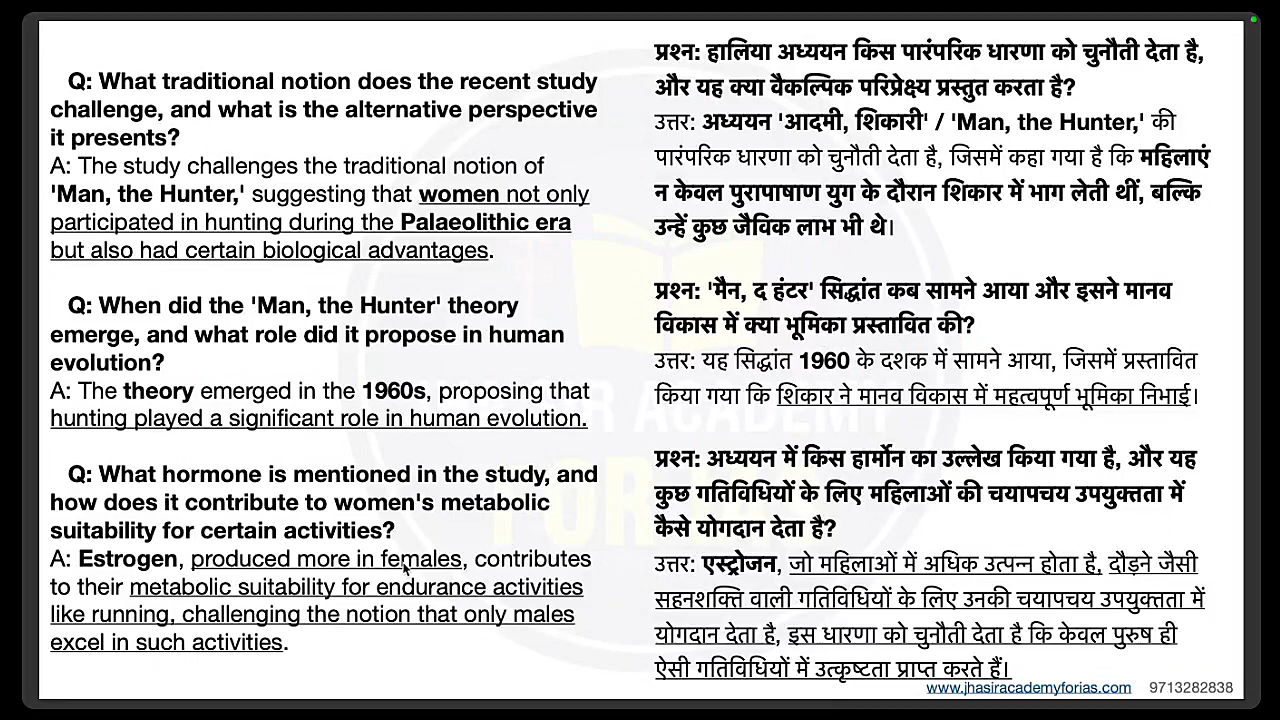 Q: What traditional notion does the recent study
challenge, and what is the alternative perspective
it presents?
A: The study challenges the traditional notion of
'Man, the Hunter,' suggesting that women not only
participated in hunting during the Palaeolithic era
but also had certain biological advantages.
Q: When did the 'Man, the Hunter' theory
emerge, and what role did it propose in human
evolution?
A: The theory emerged in the 1960s, proposing that
hunting played a significant role in human evolution.
Q: What hormone is mentioned in the study, and
how does it contribute to women's metabolic
suitability for certain activities?
A: Estrogen, produced more in females, contributes
to their metabolic suitability for endurance activities
like running, challenging the notion that only males
excel in such activities.
प्रश्न: हालिया अध्ययन किस पारंपरिक धारणा को चुनौती देता है,
और यह क्या वैकल्पिक परिप्रेक्ष्य प्रस्तुत करता है?
उत्तर: अध्ययन 'आदमी, शिकारी' / 'Man, the Hunter,' की
पारंपरिक धारणा को चुनौती देता है, जिसमें कहा गया है कि महिलाएं
न केवल पुरापाषाण युग के दौरान शिकार में भाग लेती थीं, बल्कि
उन्हें कुछ जैविक लाभ भी थे।
प्रश्न: 'मैन, द हंटर' सिद्धांत कब सामने आया और इसने मानव
विकास में क्या भूमिका प्रस्तावित की?
उत्तर: यह सिद्धांत 1960 के दशक में सामने आया, जिसमें प्रस्तावित
किया गया कि शिकार ने मानव विकास में महत्वपूर्ण भूमिका निभाई।
प्रश्न: अध्ययन में किस हार्मोन का उल्लेख किया गया है, और यह
कुछ गतिविधियों के लिए महिलाओं की चयापचय उपयुक्तता में
कैसे योगदान देता है?
उत्तर: एस्ट्रोजन, जो महिलाओं में अधिक उत्पन्न होता है, दौड़ने जैसी
सहनशक्ति वाली गतिविधियों के लिए उनकी चयापचय उपयुक्तता में
योगदान देता है, इस धारणा को चुनौती देता है कि केवल पुरुष ही
ऐसी गतिविधियों में उत्कृष्टता प्राप्त करते हैं।
www.jhasiracademyforias.com 9713282838